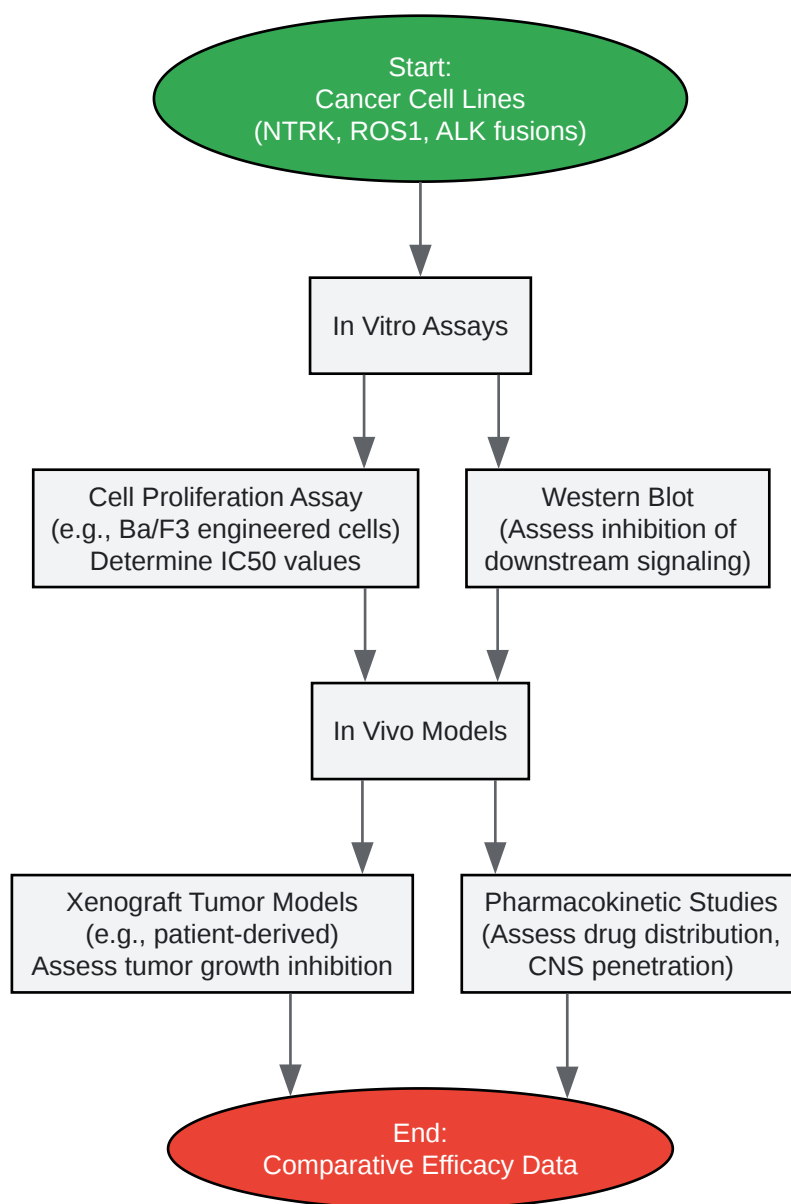 Start:
Cancer Cell Lines
(NTRK, ROS1, ALK fusions)
In Vitro Assays
Cell Proliferation Assay
(e.g., Ba/F3 engineered cells)
Determine IC50 values
Western Blot
(Assess inhibition of
downstream signaling)
In Vivo Models
Xenograft Tumor Models
(e.g., patient-derived)
Assess tumor growth inhibition
Pharmacokinetic Studies
(Assess drug distribution,
CNS penetration)
End:
Comparative Efficacy Data